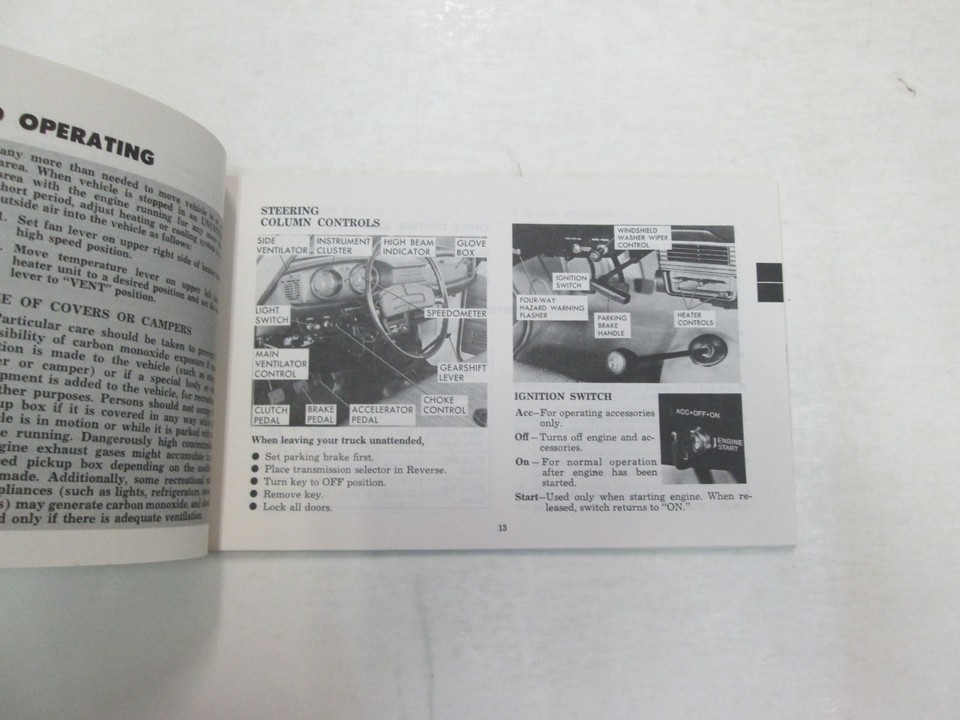 OPERATING
any more than needed to move vehicle
area. When vehicle is stopped in an
area with the engine running for any
short period, adjust heating or cooling
outside air into the vehicle as follows:
Set fan lever on upper right side of
high speed position.
Move temperature lever on upper
heater unit to a desired position and
lever to "VENT" position.
OF COVERS OR CAMPERS
Particular care should be taken to
of carbon monoxide exposure if
is made to the vehicle (such as
or camper) or if a special body
is added to the vehicle, for
other purposes. Persons should not
box if it is covered in any way while
is in motion or while it is parked
running. Dangerously high
exhaust gases might accumulate
pickup box depending on the
made. Additionally, some recreational
(such as lights, refrigerators,
may generate carbon monoxide, and
only if there is adequate ventilation.
STEERING
COLUMN CONTROLS
SIDE
VENTILATOR
INSTRUMENT
CLUSTER
HIGH BEAM
INDICATOR
GLOVE
BOX
LIGHT
SWITCH
SPEEDOMETER
MAIN
VENTILATOR
CONTROL
GEARSHIFT
LEVER
CLUTCH
PEDAL
BRAKE
PEDAL
ACCELERATOR
PEDAL
CHOKE
CONTROL
When leaving your truck unattended,
● Set parking brake first.
● Place transmission selector in Reverse.
● Turn key to OFF position.
● Remove key.
● Lock all doors.
WINDSHIELD
WASHER WIPER
CONTROL
IGNITION
SWITCH
FOUR-WAY
HAZARD WARNING
FLASHER
PARKING
BRAKE
HANDLE
HEATER
CONTROLS
IGNITION SWITCH
Acc—For operating accessories
only.
Off — Turns off engine and ac-
cessories.
On — For normal operation
after engine has been
started.
ACC•OFF•ON
ENGINE
START
Start—Used only when starting engine. When re-
leased, switch returns to "ON."
13